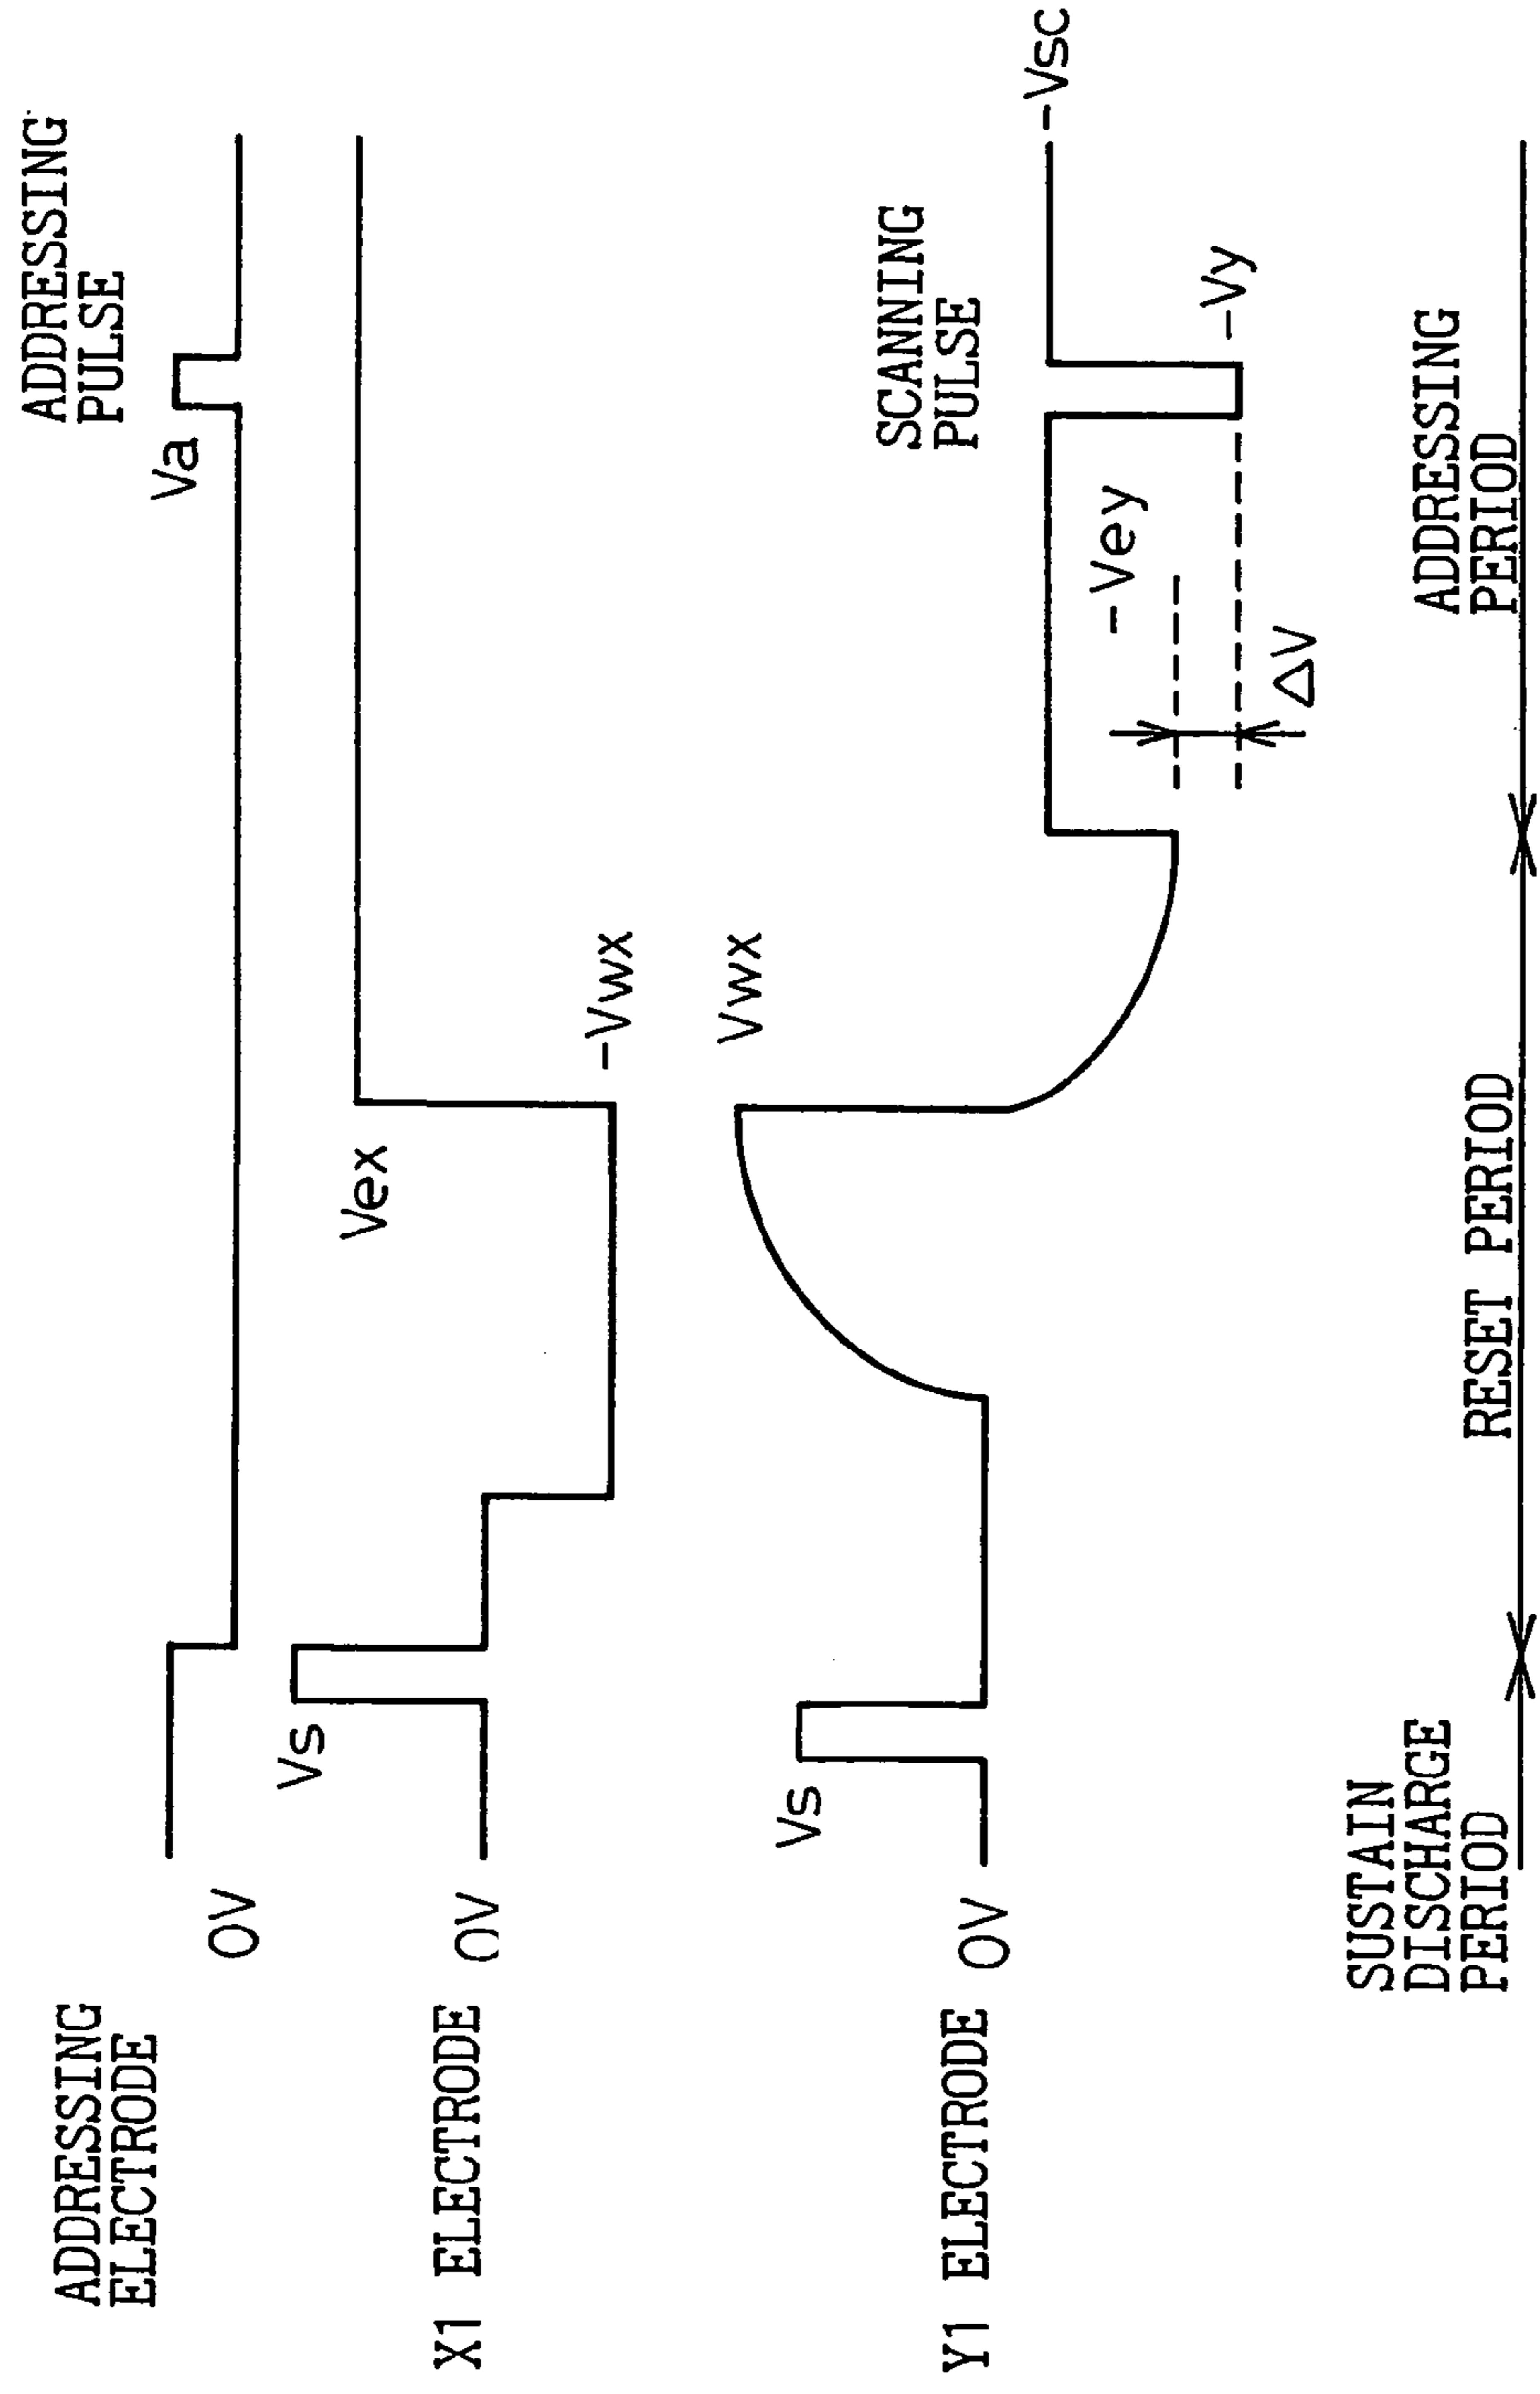 ADDRESSING
ELECTRODE
0V
Va
ADDRESSING
PULSE
X1 ELECTRODE 0V
Vs
Vex
-Vwx
Y1 ELECTRODE 0V
Vs
Vwx
SCANNING
PULSE
-Vsc
-Vey
-Vy
ΔV
SUSTAIN
DISCHARGE
PERIOD
RESET PERIOD
ADDRESSING
PERIOD